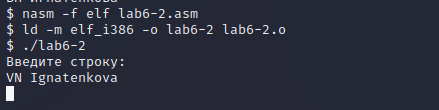 $ nasm -f elf lab6-2.asm
$ ld -m elf_i386 -o lab6-2 lab6-2.o
$ ./lab6-2
Введите строку:
VN Ignatenkova